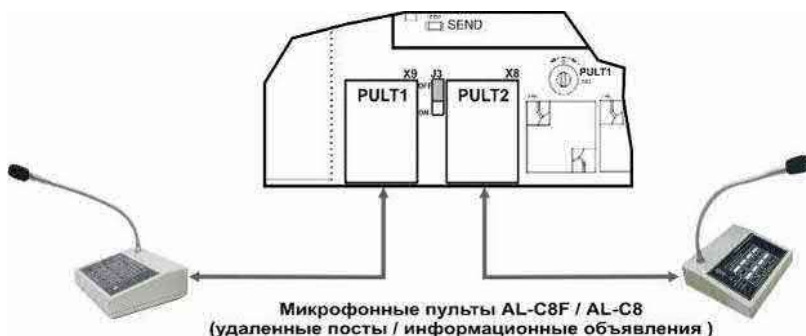 SEND
X9 J3 X8
OFF
PULT1
PULT1 PULT2
ON
Микрофонные пульты AL-C8F / AL-C8
(удаленные посты / информационные объявления )